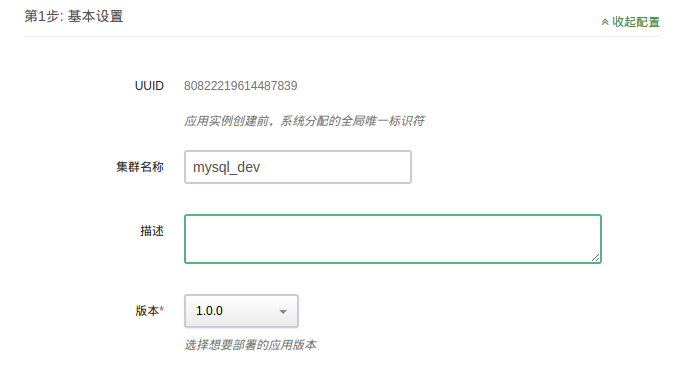 第1步: 基本设置
收起配置
UUID 80822219614487839
应用实例创建前，系统分配的全局唯一标识符
集群名称 mysql_dev
描述
版本* 1.0.0
选择想要部署的应用版本